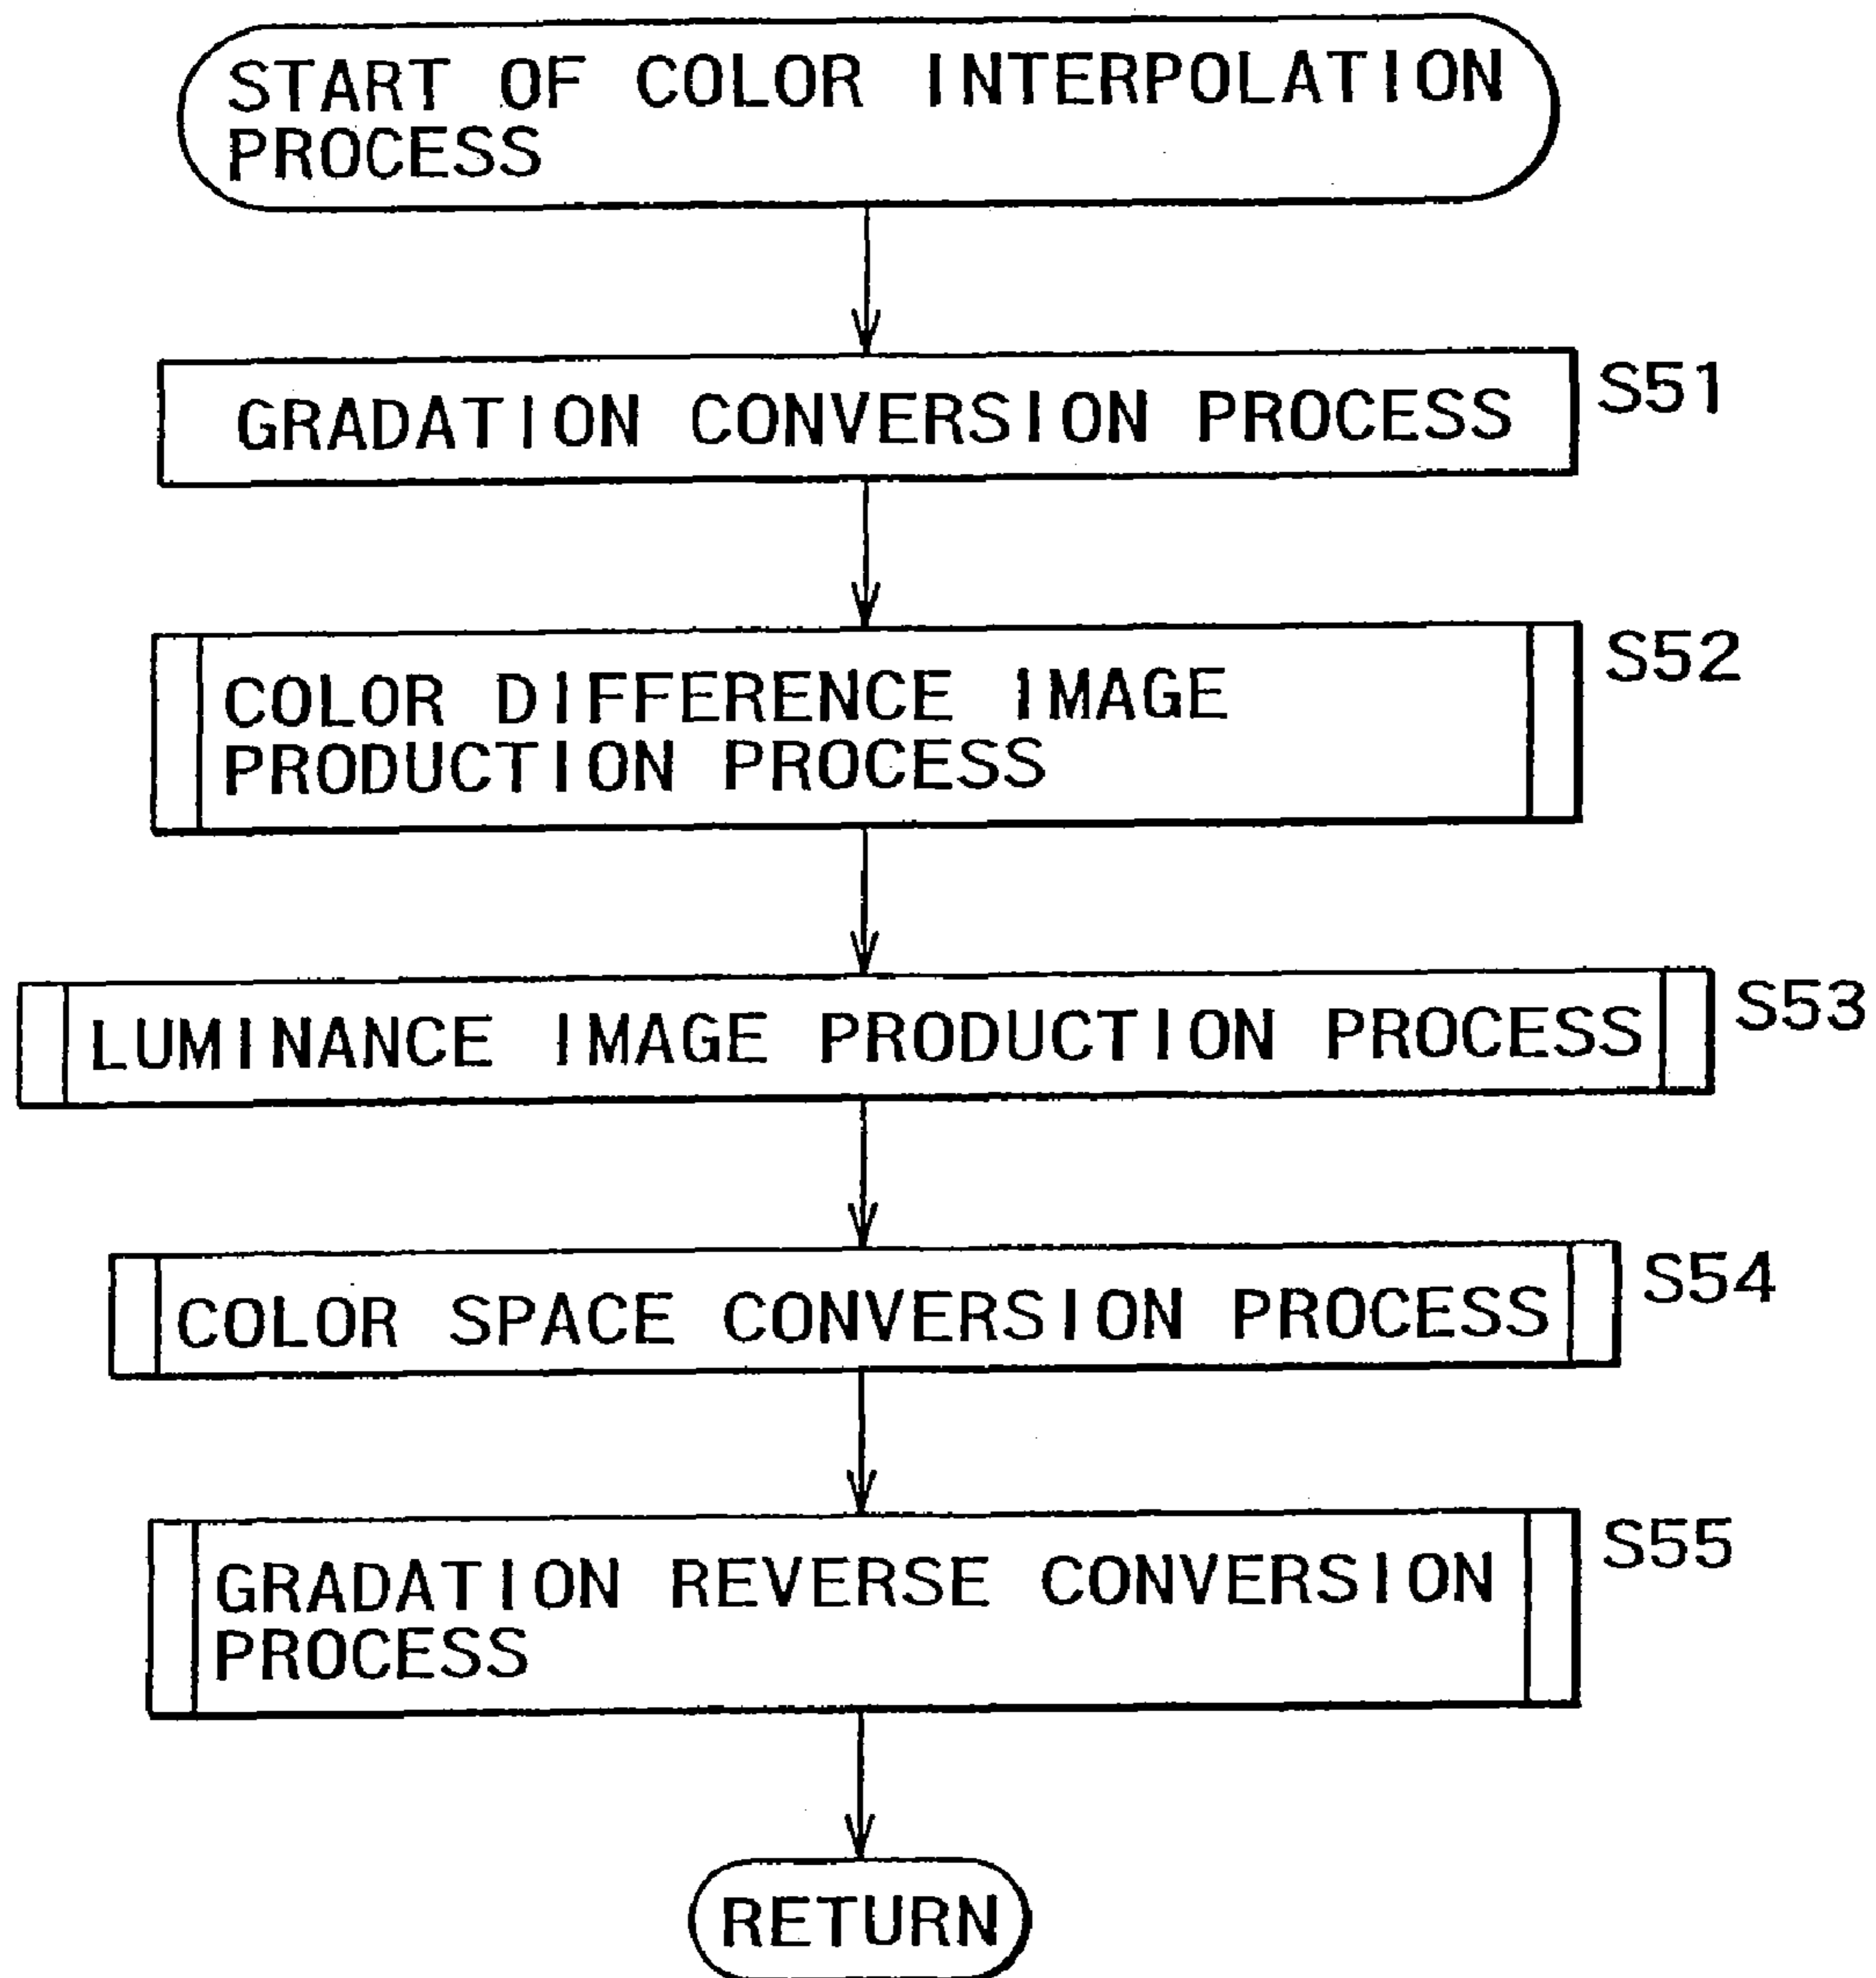 START OF COLOR INTERPOLATION
PROCESS
GRADATION CONVERSION PROCESS
S51
COLOR DIFFERENCE IMAGE
PRODUCTION PROCESS
S52
LUMINANCE IMAGE PRODUCTION PROCESS
S53
COLOR SPACE CONVERSION PROCESS
S54
GRADATION REVERSE CONVERSION
PROCESS
S55
RETURN